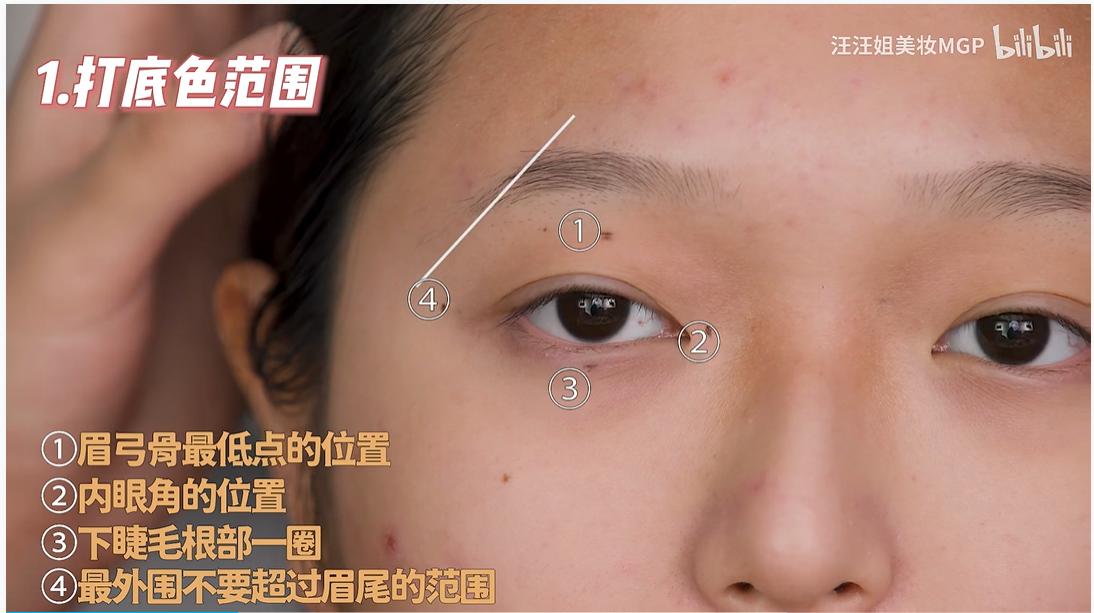 汪汪姐美妆MGP bilibili
1.打底色范围
①
②
③
④
①眉弓骨最低点的位置
②内眼角的位置
③下睫毛根部一圈
④最外围不要超过眉尾的范围